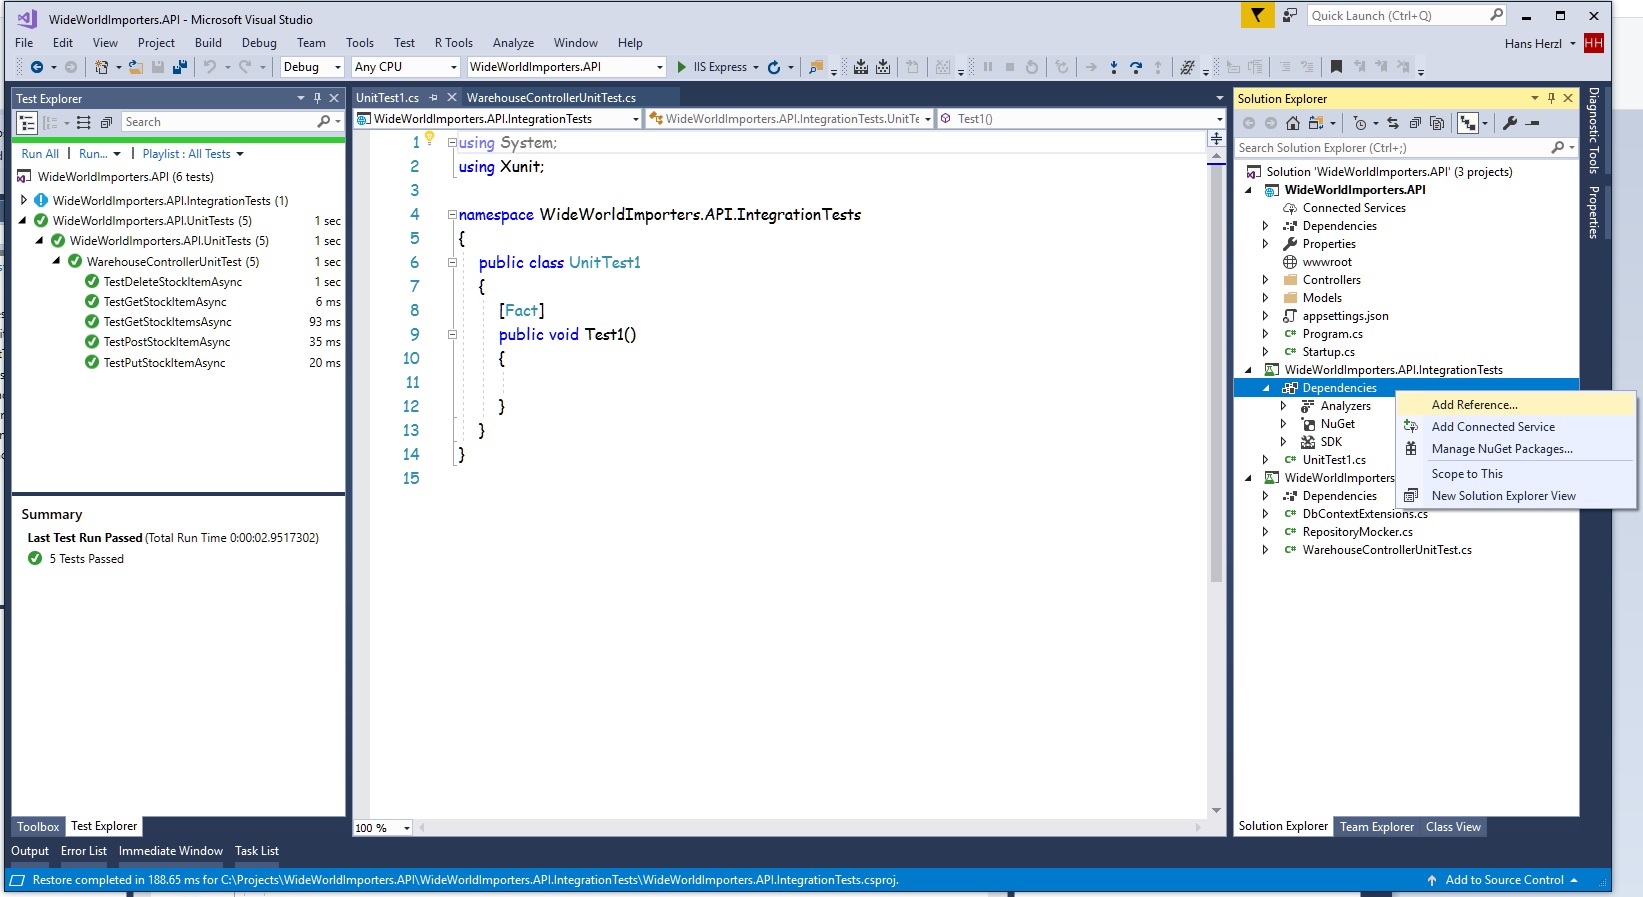 WideWorldImporters.API - Microsoft Visual Studio
Quick Launch (Ctrl+Q)
File Edit View Project Build Debug Team Tools Test R Tools Analyze Window Help
Hans Herzl HH
Debug Any CPU WideWorldImporters.API IIS Express
Test Explorer
Search
Run All | Run... | Playlist : All Tests
WideWorldImporters.API (6 tests)
WideWorldImporters.API.IntegrationTests (1)
WideWorldImporters.API.UnitTests (5) 1 sec
WideWorldImporters.API.UnitTests (5) 1 sec
WarehouseControllerUnitTest (5) 1 sec
TestDeleteStockItemAsync 1 sec
TestGetStockItemAsync 6 ms
TestGetStockItemsAsync 93 ms
TestPostStockItemAsync 35 ms
TestPutStockItemAsync 20 ms
Summary
Last Test Run Passed (Total Run Time 0:00:02.9517302)
5 Tests Passed
Toolbox Test Explorer
UnitTest1.cs WarehouseControllerUnitTest.cs
WideWorldImporters.API.IntegrationTests WideWorldImporters.API.IntegrationTests.UnitTe Test1()
1 using System;
2 using Xunit;
3
4 namespace WideWorldImporters.API.IntegrationTests
5 {
6 public class UnitTest1
7 {
8 [Fact]
9 public void Test1()
10 {
11
12 }
13 }
14 }
15
100 %
Solution Explorer
Search Solution Explorer (Ctrl+;)
Solution 'WideWorldImporters.API' (3 projects)
WideWorldImporters.API
Connected Services
Dependencies
Properties
wwwroot
Controllers
Models
appsettings.json
C# Program.cs
C# Startup.cs
WideWorldImporters.API.IntegrationTests
Dependencies
Analyzers
NuGet
SDK
C# UnitTest1.cs
WideWorldImporters
Dependencies
C# DbContextExtensions.cs
C# RepositoryMocker.cs
C# WarehouseControllerUnitTest.cs
Add Reference...
Add Connected Service
Manage NuGet Packages...
Scope to This
New Solution Explorer View
Solution Explorer Team Explorer Class View
Diagnostic Tools
Properties
Output Error List Immediate Window Task List
Restore completed in 188.65 ms for C:\Projects\WideWorldImporters.API\WideWorldImporters.API.IntegrationTests\WideWorldImporters.API.IntegrationTests.csproj.
Add to Source Control